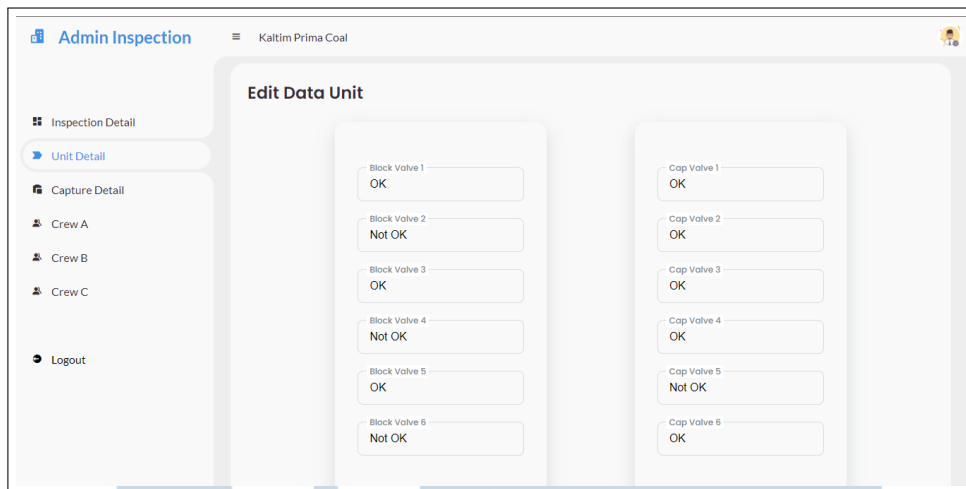 Admin Inspection
Kaltim Prima Coal
Inspection Detail
Unit Detail
Capture Detail
Crew A
Crew B
Crew C
Logout
Edit Data Unit
Block Valve 1
OK
Block Valve 2
Not OK
Block Valve 3
OK
Block Valve 4
Not OK
Block Valve 5
OK
Block Valve 6
Not OK
Cap Valve 1
OK
Cap Valve 2
OK
Cap Valve 3
OK
Cap Valve 4
OK
Cap Valve 5
Not OK
Cap Valve 6
OK